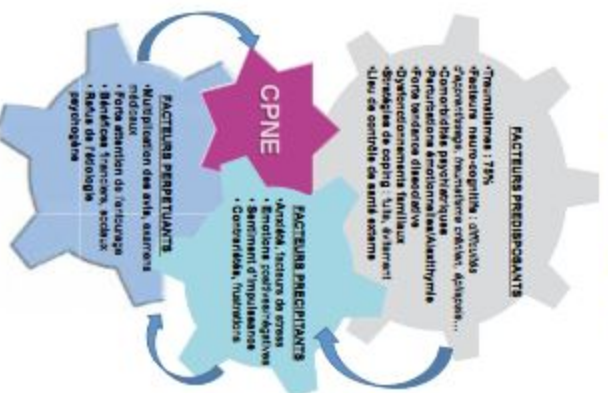 FACTEURS PREDISPOSANTS
•Traumatismes : 75%
•Facteurs neuro-cognitifs : difficultés
d'apprentissage, traumatisme crânien, épilepsie…
•Comorbidités psychiatriques
•Perturbations émotionnelles/Alexithymie
•Forte tendance dissociative
•Dysfonctionnements familiaux
•Stratégies de coping : fuite, évitement
•Lieu de contrôle de santé externe
CPNE
FACTEURS PRECIPITANTS
•Anxiété, facteurs de stress
• Emotions positives/négatives
• Sentiment d'impuissance
• Contrariétés, frustrations
FACTEURS PERPETUANTS
•Multiplication des avis, examens
médicaux
• Forte attention de l'entourage
• Bénéfices financiers, sociaux
• Refus de l'étiologie
psychogène